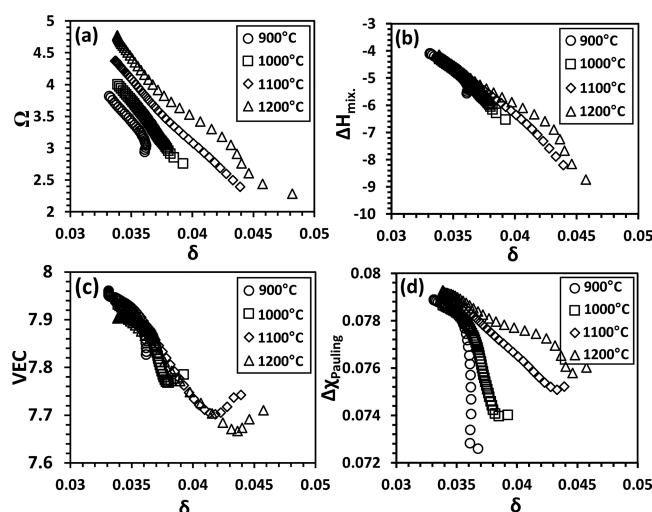 (a)
900°C
1000°C
1100°C
1200°C
Ω
5
4.5
4
3.5
3
2.5
2
0.03 0.035 0.04 0.045 0.05
δ
(b)
900°C
1000°C
1100°C
1200°C
ΔHmix.
-3.
-4
-5
-6
-7
-8
-9
-10
0.03 0.035 0.04 0.045 0.05
δ
(c)
900°C
1000°C
1100°C
1200°C
VEC
8
7.9
7.8
7.7
7.6
0.03 0.035 0.04 0.045 0.05
δ
(d)
900°C
1000°C
1100°C
1200°C
ΔχPauling
0.08
0.078
0.076
0.074
0.072
0.03 0.035 0.04 0.045 0.05
δ